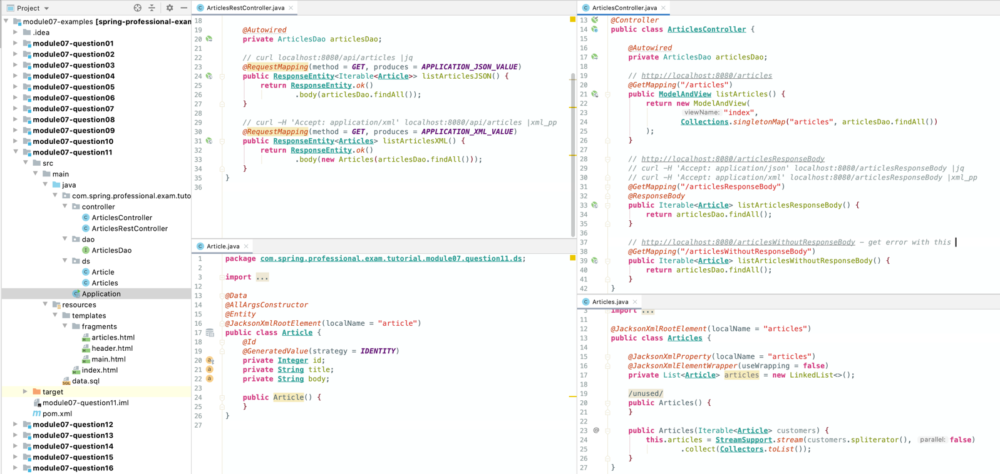 Project
module07-examples [spring-professional-exan
.idea
module07-question01
module07-question02
module07-question03
module07-question04
module07-question05
module07-question06
module07-question07
module07-question08
module07-question09
module07-question10
module07-question11
src
main
java
com.spring.professional.exam.tuto
controller
ArticlesController
ArticlesRestController
dao
ArticlesDao
ds
Article
Articles
Application
resources
templates
fragments
articles.html
header.html
main.html
index.html
data.sql
target
module07-question11.iml
pom.xml
module07-question12
module07-question13
module07-question14
module07-question15
module07-question16
ArticlesRestController.java
18
19 @Autowired
20 private ArticlesDao articlesDao;
21
22 // curl localhost:8080/api/articles |jq
23 @RequestMapping(method = GET, produces = APPLICATION_JSON_VALUE)
24 public ResponseEntity<Iterable<Article>> listArticlesJSON() {
25 return ResponseEntity.ok()
26 .body(articlesDao.findAll());
27 }
28
29 // curl -H 'Accept: application/xml' localhost:8080/api/articles |xml_pp
30 @RequestMapping(method = GET, produces = APPLICATION_XML_VALUE)
31 public ResponseEntity<Articles> listArticlesXML() {
32 return ResponseEntity.ok()
33 .body(new Articles(articlesDao.findAll()));
34 }
35 }
36
Article.java
1 package com.spring.professional.exam.tutorial.module07.question11.ds;
2
3 import ...
12
13 @Data
14 @AllArgsConstructor
15 @Entity
16 @JacksonXmlRootElement(localName = "article")
17 public class Article {
18 @Id
19 @GeneratedValue(strategy = IDENTITY)
20 private Integer id;
21 private String title;
22 private String body;
23
24 public Article() {
25 }
26 }
27
ArticlesController.java
13 @Controller
14 public class ArticlesController {
15
16 @Autowired
17 private ArticlesDao articlesDao;
18
19 // http://localhost:8080/articles
20 @GetMapping("/articles")
21 public ModelAndView listArticles() {
22 return new ModelAndView(
23 viewName: "index",
24 Collections.singletonMap("articles", articlesDao.findAll())
25 );
26 }
27
28 // http://localhost:8080/articlesResponseBody
29 // curl -H 'Accept: application/json' localhost:8080/articlesResponseBody |jq
30 // curl -H 'Accept: application/xml' localhost:8080/articlesResponseBody |xml_pp
31 @GetMapping("/articlesResponseBody")
32 @ResponseBody
33 public Iterable<Article> listArticlesResponseBody() {
34 return articlesDao.findAll();
35 }
36
37 // http://localhost:8080/articlesWithoutResponseBody – get error with this
38 @GetMapping("/articlesWithoutResponseBody")
39 public Iterable<Article> listArticlesWithoutResponseBody() {
40 return articlesDao.findAll();
41 }
42 }
Articles.java
3 import ...
11
12 @JacksonXmlRootElement(localName = "articles")
13 public class Articles {
14
15 @JacksonXmlProperty(localName = "articles")
16 @JacksonXmlElementWrapper(useWrapping = false)
17 private List<Article> articles = new LinkedList<>();
18
19 /unused/
20 public Articles() {
21 }
22
23 @ public Articles(Iterable<Article> customers) {
24 this.articles = StreamSupport.stream(customers.spliterator(), parallel: false)
25 .collect(Collectors.toList());
26 }
27 }